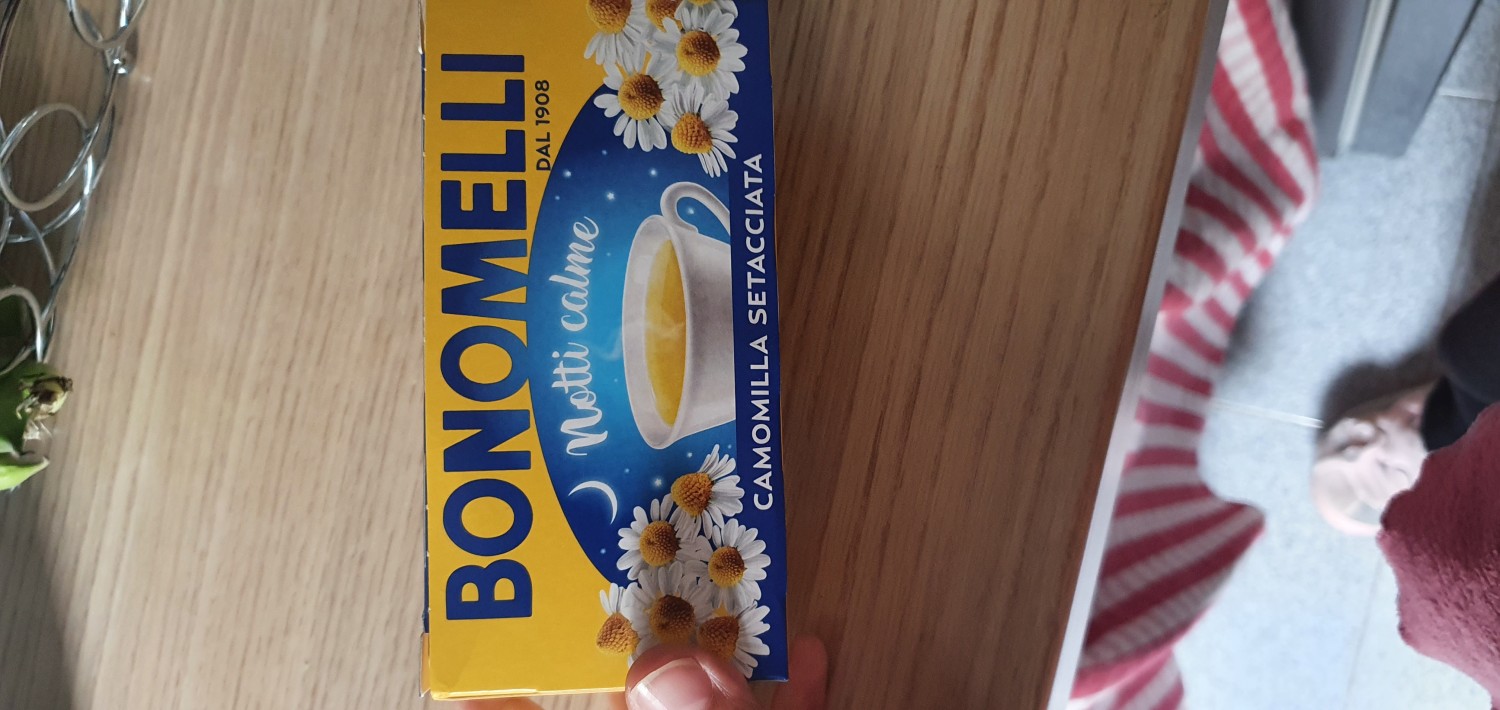 BONOMELLI
DAL 1908
Notti calme
CAMOMILLA SETACCIATA